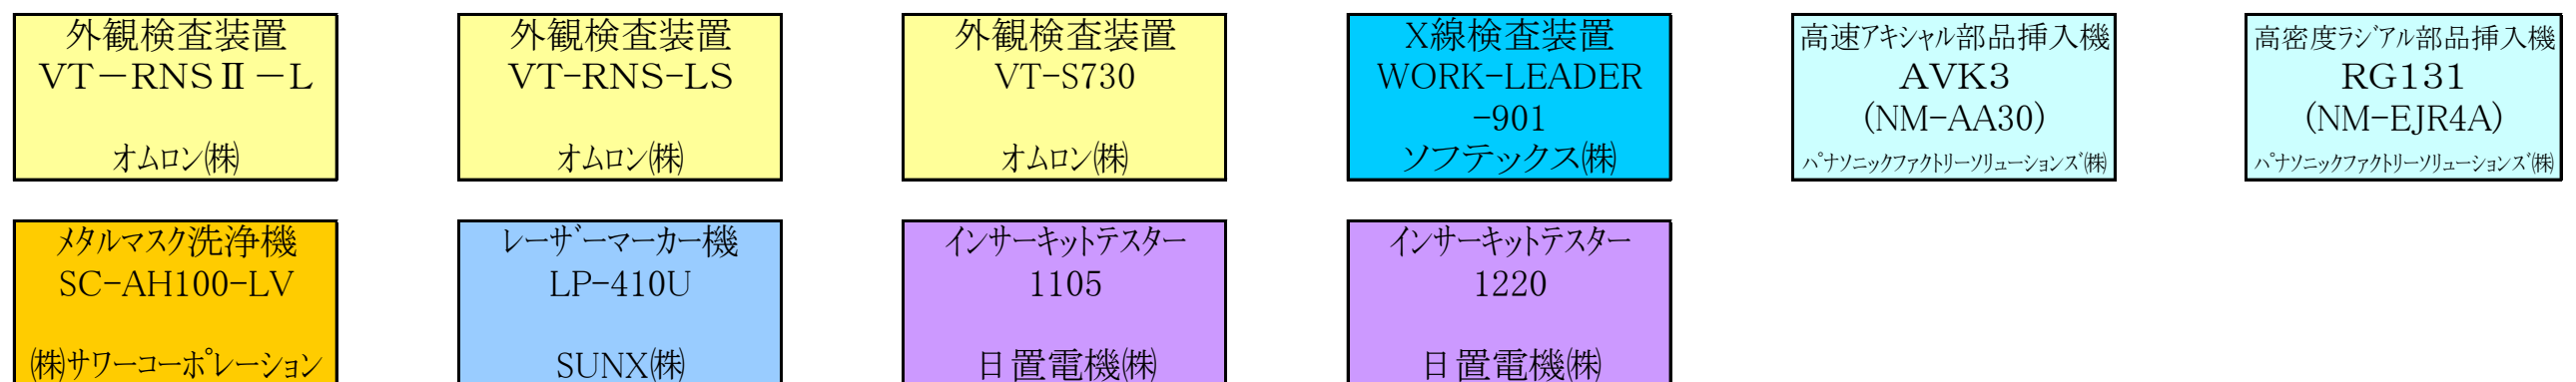 外観検査装置
VT－RNSⅡ－L
オムロン㈱
外観検査装置
VT-RNS-LS
オムロン㈱
外観検査装置
VT-S730
オムロン㈱
X線検査装置
WORK-LEADER
-901
ソフテックス㈱
高速ｱｷｼｬﾙ部品挿入機
AVK3
(NM-AA30)
ﾊﾟﾅｿﾆｯｸﾌｧｸﾄﾘｰｿﾘｭｰｼｮﾝｽﾞ㈱
高密度ﾗｼﾞｱﾙ部品挿入機
RG131
(NM-EJR4A)
ﾊﾟﾅｿﾆｯｸﾌｧｸﾄﾘｰｿﾘｭｰｼｮﾝｽﾞ㈱
ﾒﾀﾙﾏｽｸ洗浄機
SC-AH100-LV
㈱ｻﾜｰｺｰﾎﾟﾚｰｼｮﾝ
ﾚｰｻﾞｰﾏｰｶｰ機
LP-410U
SUNX㈱
ｲﾝｻｰｷｯﾄﾃｽﾀｰ
1105
日置電機㈱
ｲﾝｻｰｷｯﾄﾃｽﾀｰ
1220
日置電機㈱